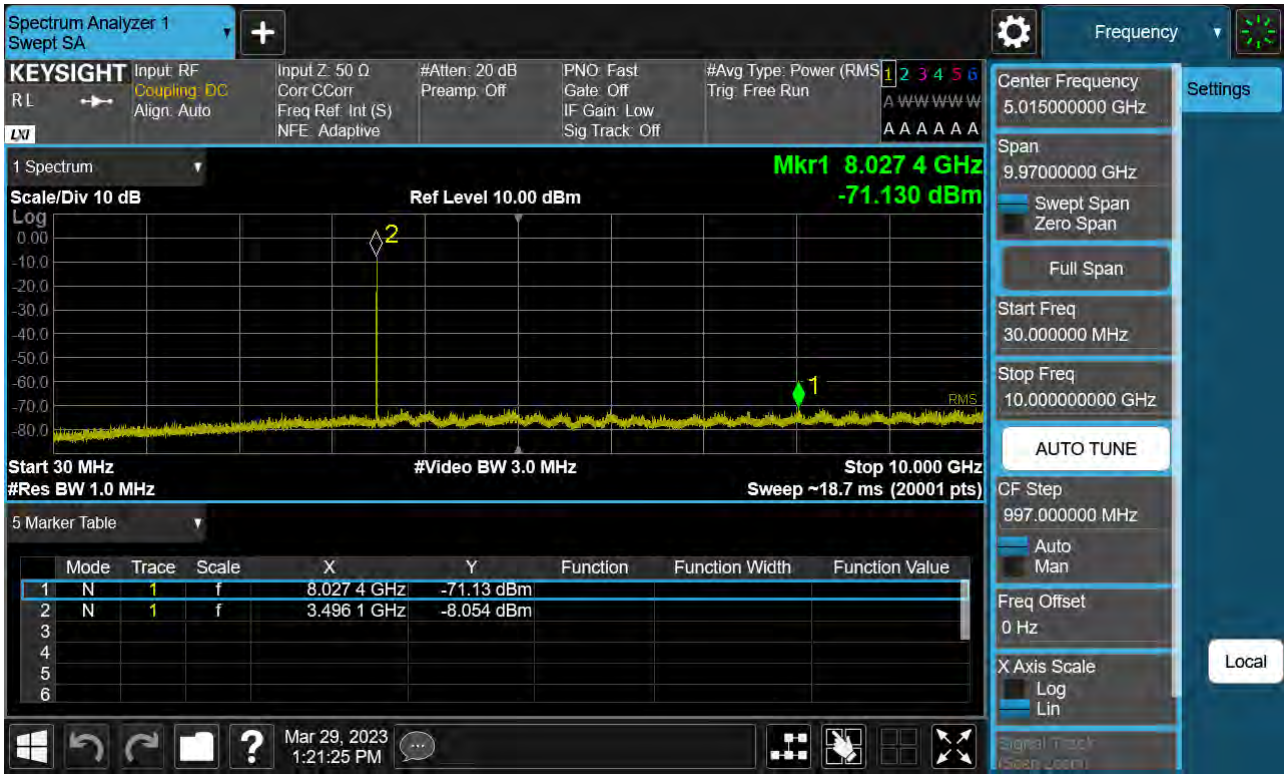 Spectrum Analyzer 1
Swept SA
+
Frequency
KEYSIGHT
RL
LXI
Input: RF
Coupling: DC
Align: Auto
Input Z: 50 Ω
Corr CCorr
Freq Ref: Int (S)
NFE: Adaptive
#Atten: 20 dB
Preamp: Off
PNO: Fast
Gate: Off
IF Gain: Low
Sig Track: Off
#Avg Type: Power (RMS
Trig: Free Run
1 2 3 4 5 6
A W W W W W
A A A A A A
1 Spectrum
Mkr1 8.027 4 GHz
-71.130 dBm
Scale/Div 10 dB
Ref Level 10.00 dBm
Log
0.00
-10.0
-20.0
-30.0
-40.0
-50.0
-60.0
-70.0
-80.0
2
1
RMS
Start 30 MHz
#Video BW 3.0 MHz
Stop 10.000 GHz
#Res BW 1.0 MHz
Sweep ~18.7 ms (20001 pts)
5 Marker Table
Mode Trace Scale X Y Function Function Width Function Value
1 N 1 f 8.027 4 GHz -71.13 dBm
2 N 1 f 3.496 1 GHz -8.054 dBm
3
4
5
6
?
Mar 29, 2023
1:21:25 PM
Center Frequency
5.015000000 GHz
Settings
Span
9.97000000 GHz
Swept Span
Zero Span
Full Span
Start Freq
30.000000 MHz
Stop Freq
10.000000000 GHz
AUTO TUNE
CF Step
997.000000 MHz
Auto
Man
Freq Offset
0 Hz
X Axis Scale
Log
Lin
Local
Signal Track
(Span Zoom)